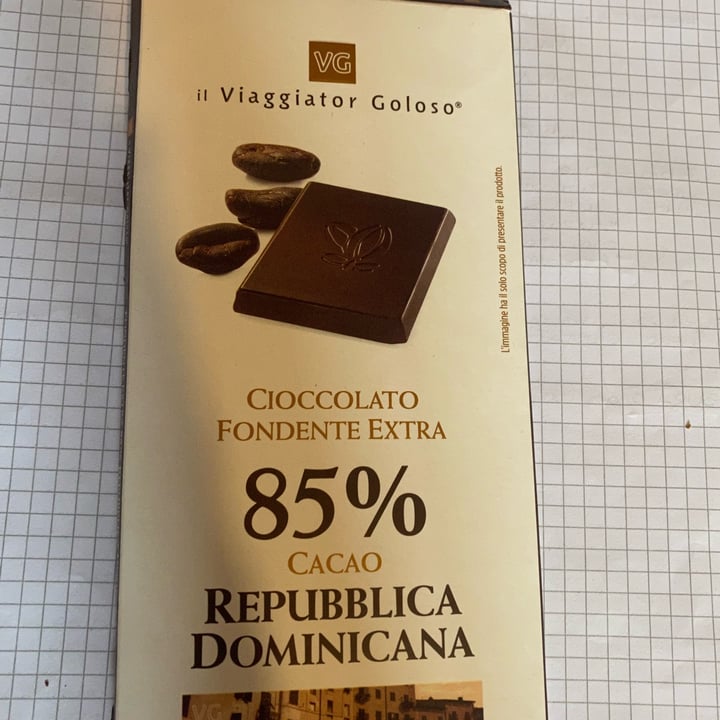 VG
il Viaggiator Goloso®
L'immagine ha il solo scopo di presentare il prodotto.
CIOCCOLATO
FONDENTE EXTRA
85%
CACAO
REPUBBLICA
DOMINICANA
VG